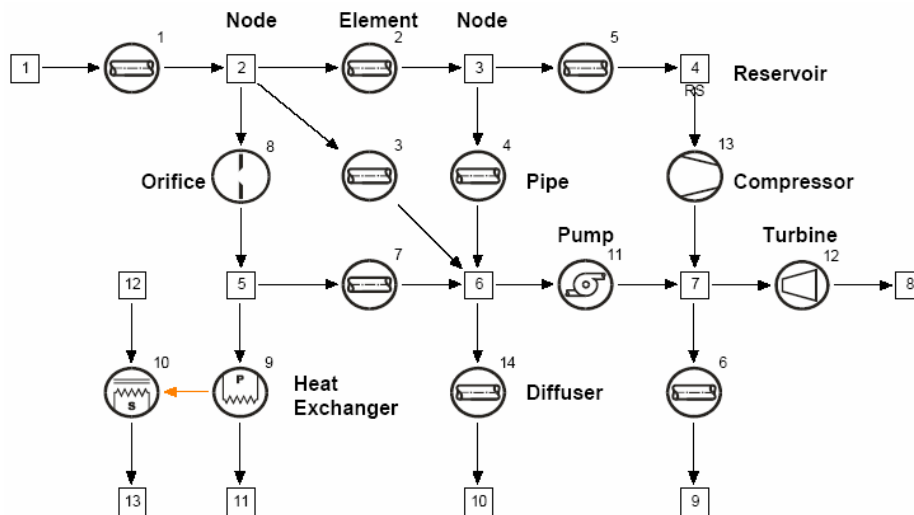 Node
Element
Node
1
1
2
2
3
5
4
RS
Reservoir
8
Orifice
3
4
Pipe
13
Compressor
12
5
7
6
Pump
11
7
Turbine
12
8
10
S
9
P
Heat
Exchanger
14
Diffuser
6
13
11
10
9